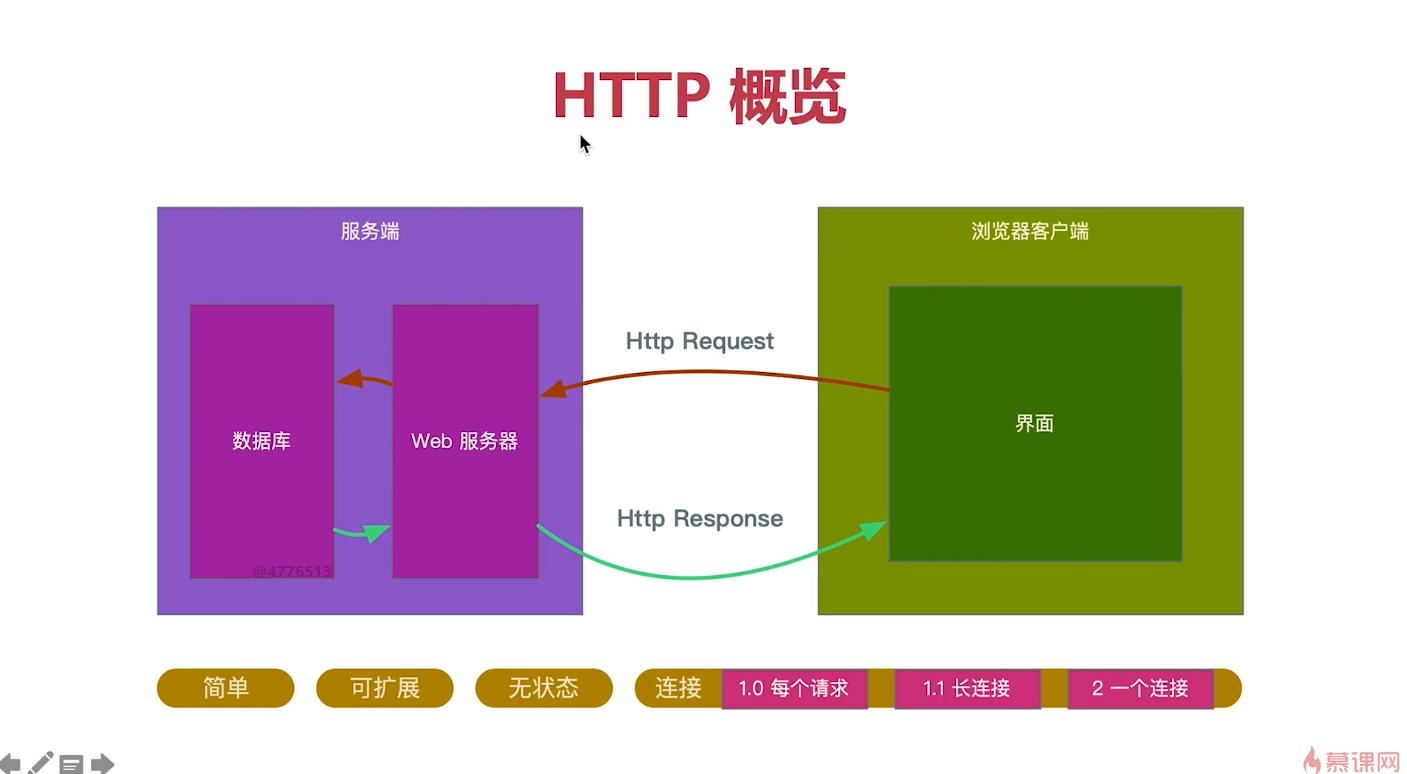 HTTP 概览
服务端
浏览器客户端
Http Request
数据库
Web 服务器
界面
Http Response
@4776513
简单
可扩展
无状态
连接
1.0 每个请求
1.1 长连接
2 一个连接
慕课网